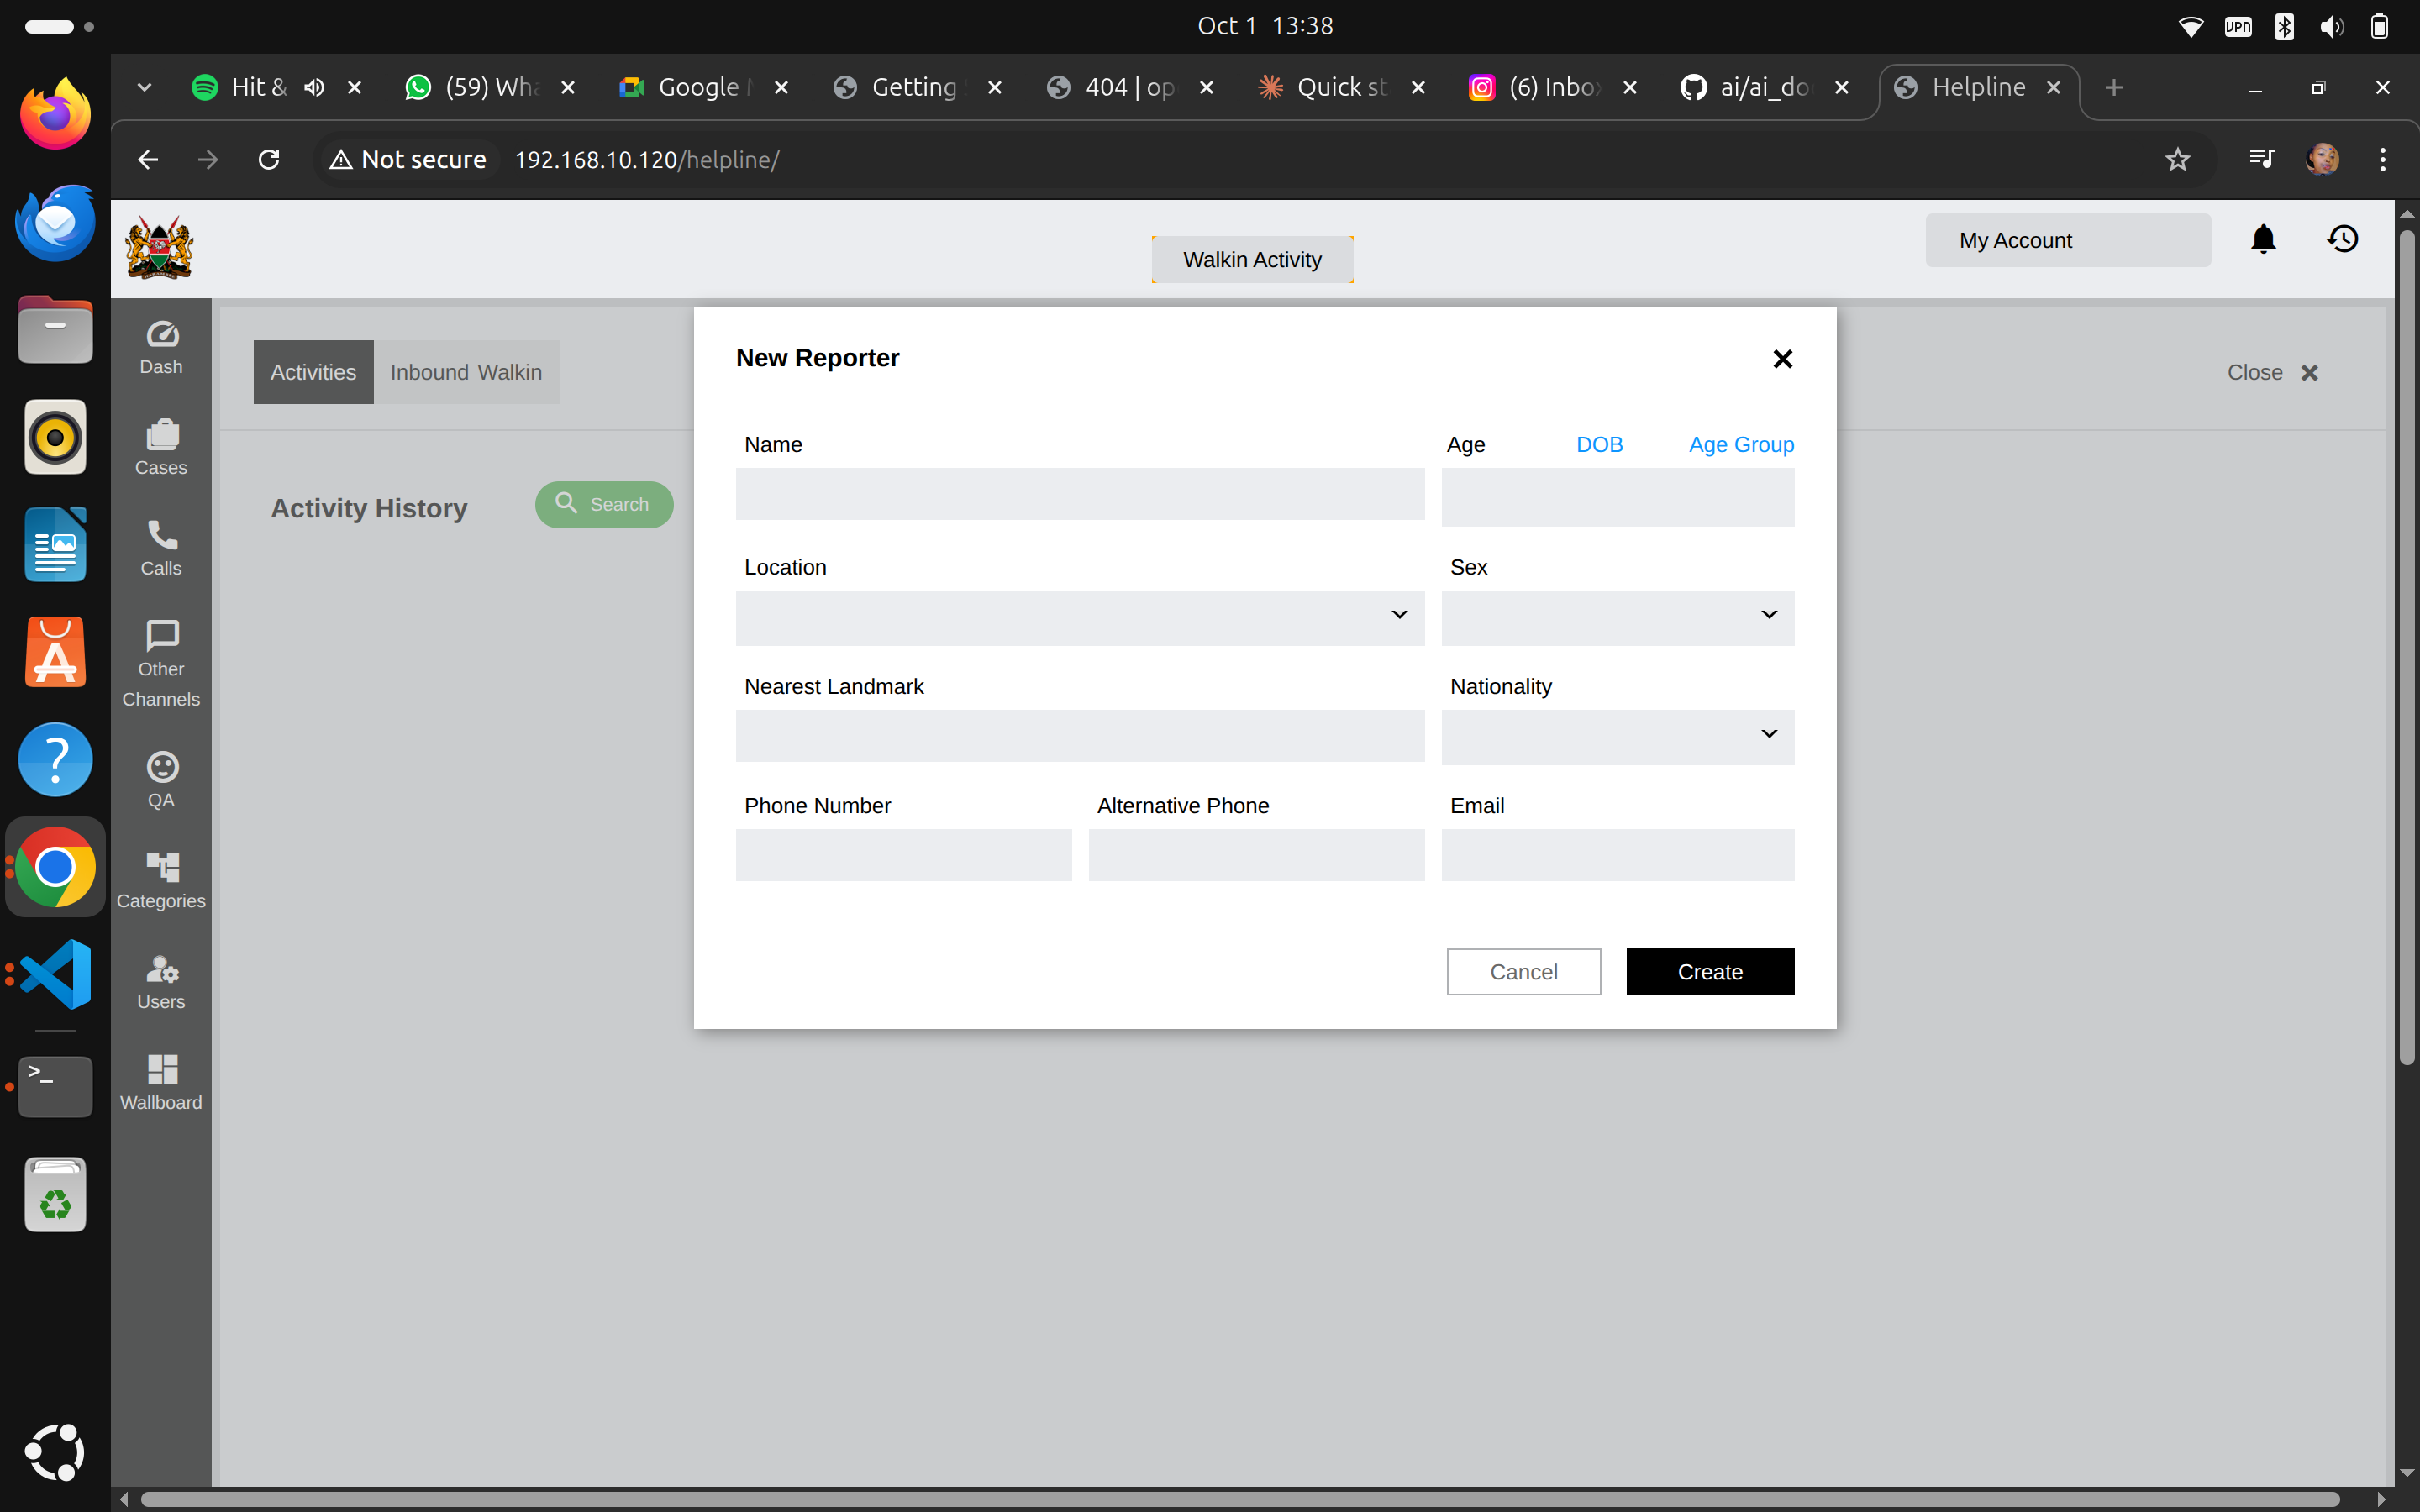 Oct 1 13:38
Hit &
(59) Wha
Google M
Getting S
404 | op
Quick st
(6) Inbox
ai/ai_do
Helpline
Not secure
192.168.10.120/helpline/
Walkin Activity
My Account
Dash
Cases
Calls
Other
Channels
QA
Categories
Users
Wallboard
Activities
Inbound Walkin
Close
Activity History
Search
New Reporter
Name
Age
DOB
Age Group
Location
Sex
Nearest Landmark
Nationality
Phone Number
Alternative Phone
Email
Cancel
Create